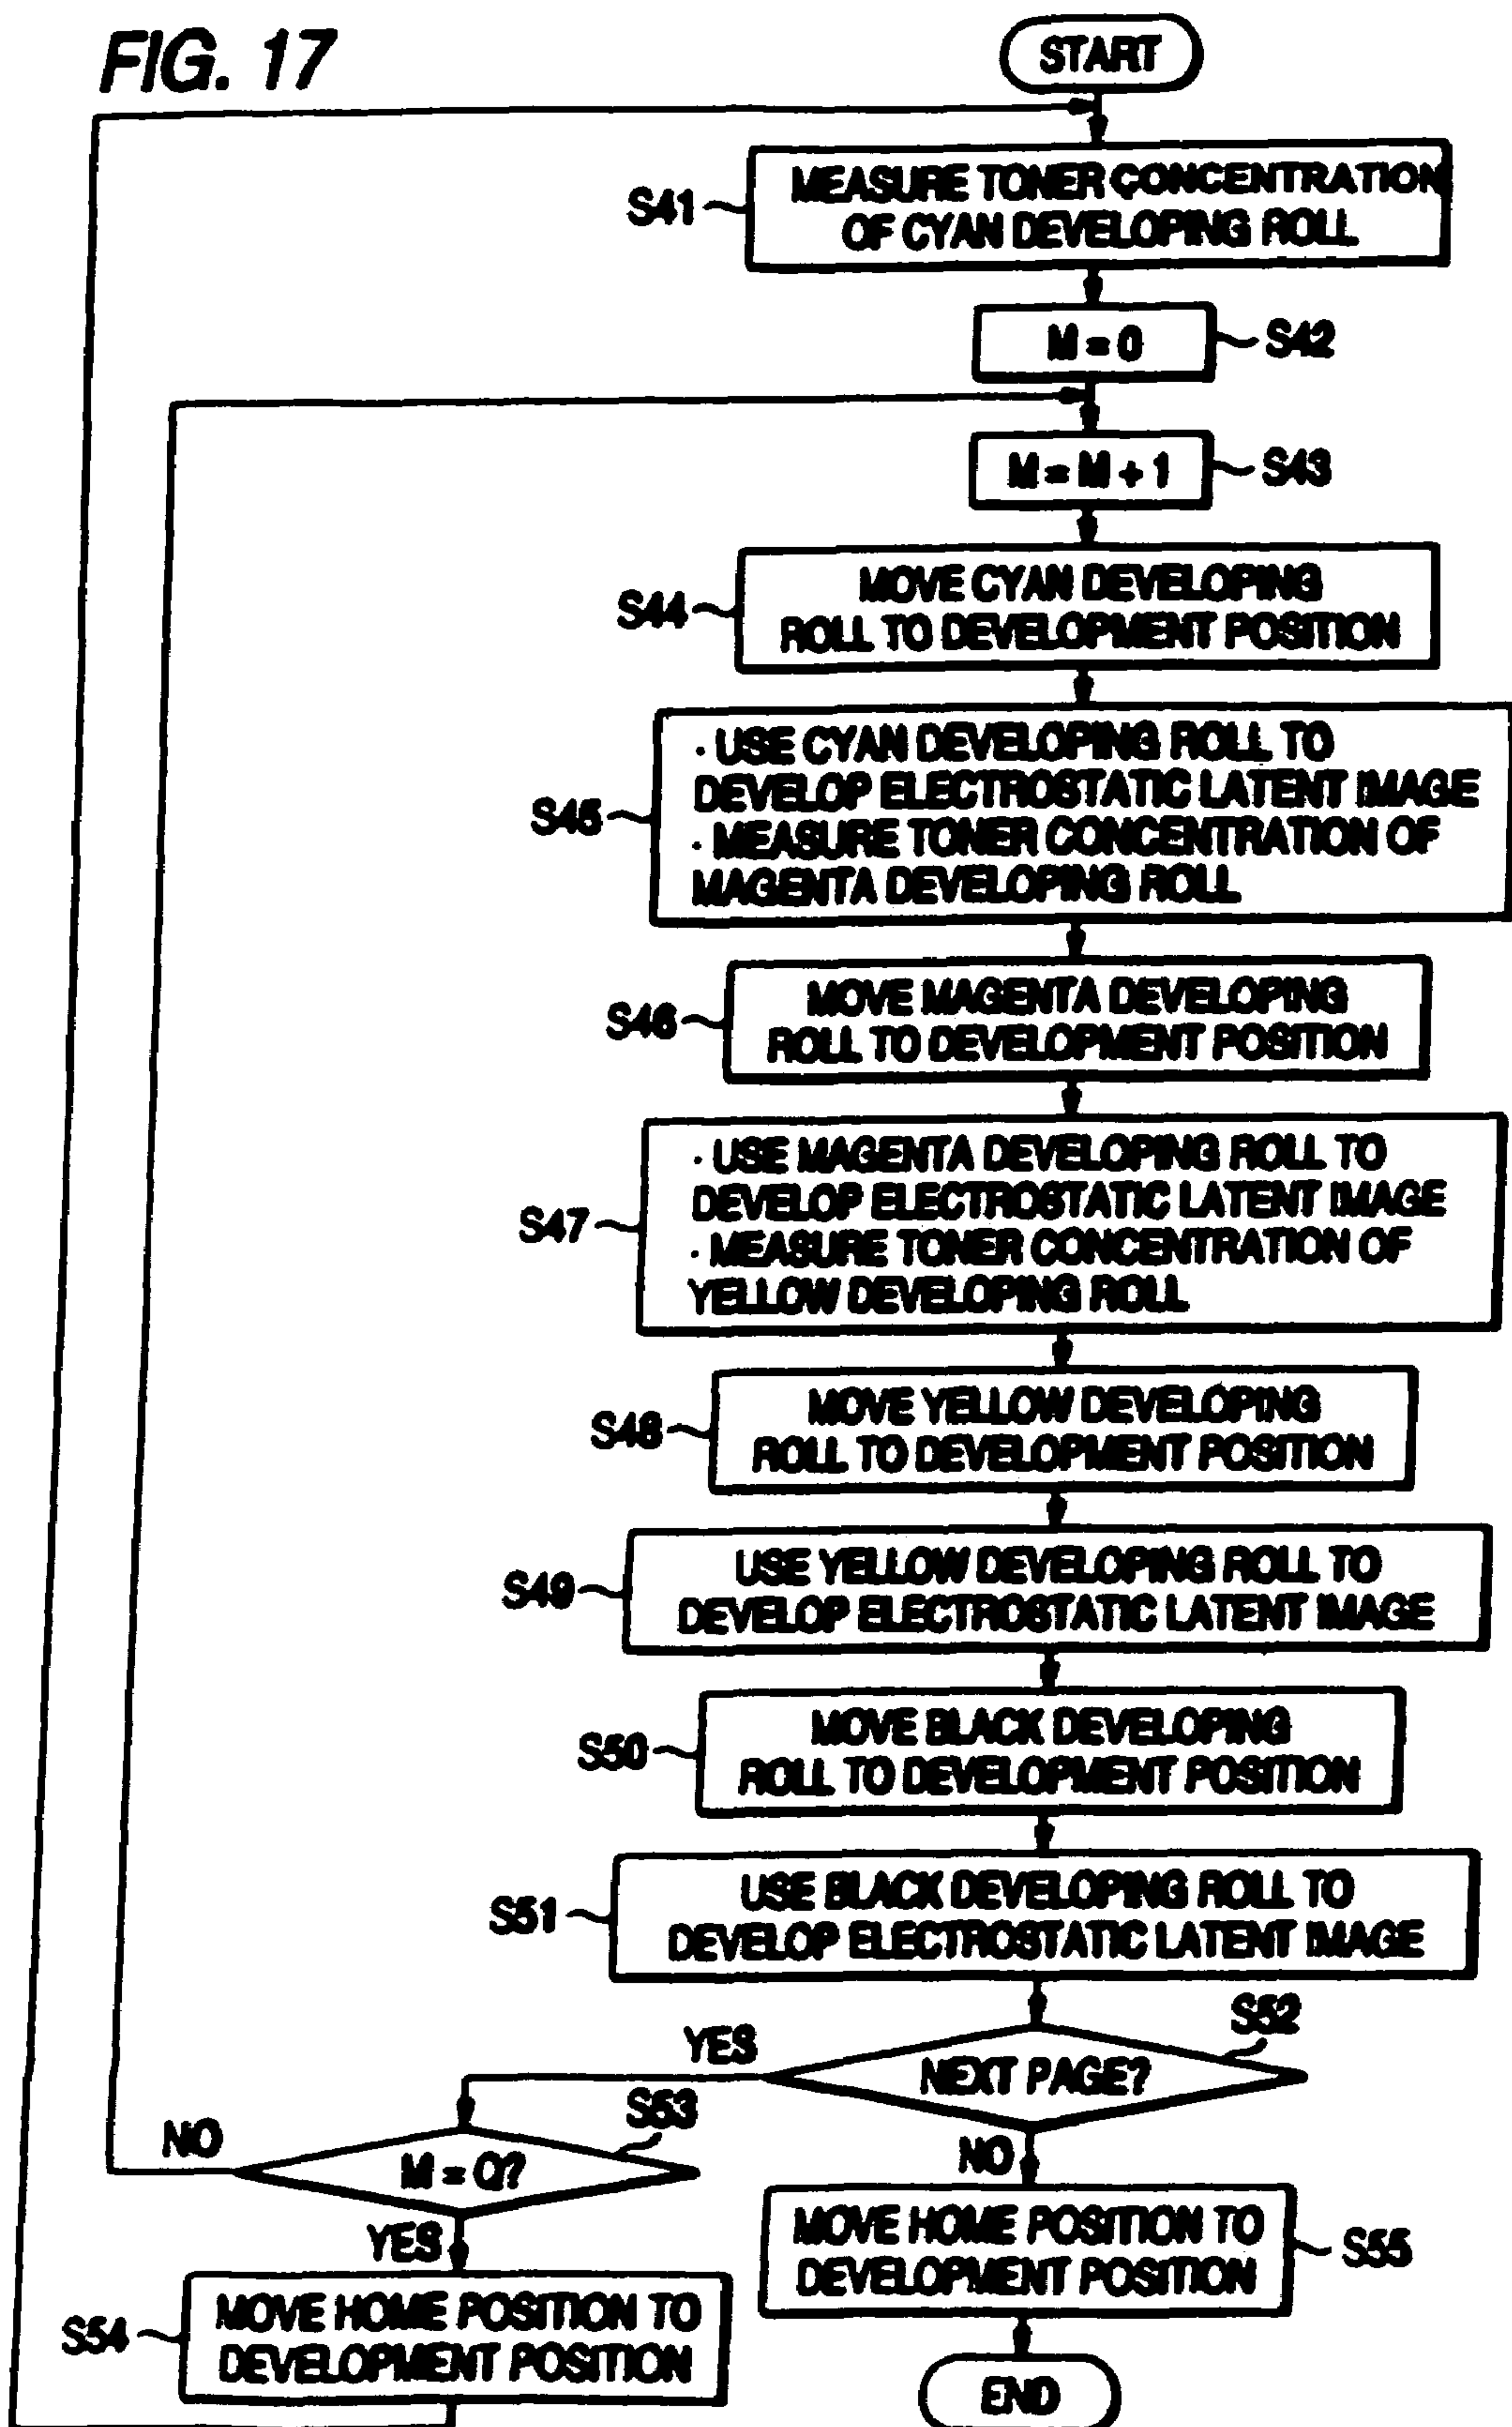 FIG. 17
START
S41
MEASURE TONER CONCENTRATION
OF CYAN DEVELOPING ROLL
M = 0
S42
M = M + 1
S43
S44
MOVE CYAN DEVELOPING
ROLL TO DEVELOPMENT POSITION
S45
· USE CYAN DEVELOPING ROLL TO
DEVELOP ELECTROSTATIC LATENT IMAGE
· MEASURE TONER CONCENTRATION OF
MAGENTA DEVELOPING ROLL
S46
MOVE MAGENTA DEVELOPING
ROLL TO DEVELOPMENT POSITION
S47
· USE MAGENTA DEVELOPING ROLL TO
DEVELOP ELECTROSTATIC LATENT IMAGE
· MEASURE TONER CONCENTRATION OF
YELLOW DEVELOPING ROLL
S48
MOVE YELLOW DEVELOPING
ROLL TO DEVELOPMENT POSITION
S49
USE YELLOW DEVELOPING ROLL TO
DEVELOP ELECTROSTATIC LATENT IMAGE
S50
MOVE BLACK DEVELOPING
ROLL TO DEVELOPMENT POSITION
S51
USE BLACK DEVELOPING ROLL TO
DEVELOP ELECTROSTATIC LATENT IMAGE
S52
YES
NEXT PAGE?
S53
NO
M = Q?
NO
YES
MOVE HOME POSITION TO
DEVELOPMENT POSITION
S55
S54
MOVE HOME POSITION TO
DEVELOPMENT POSITION
END